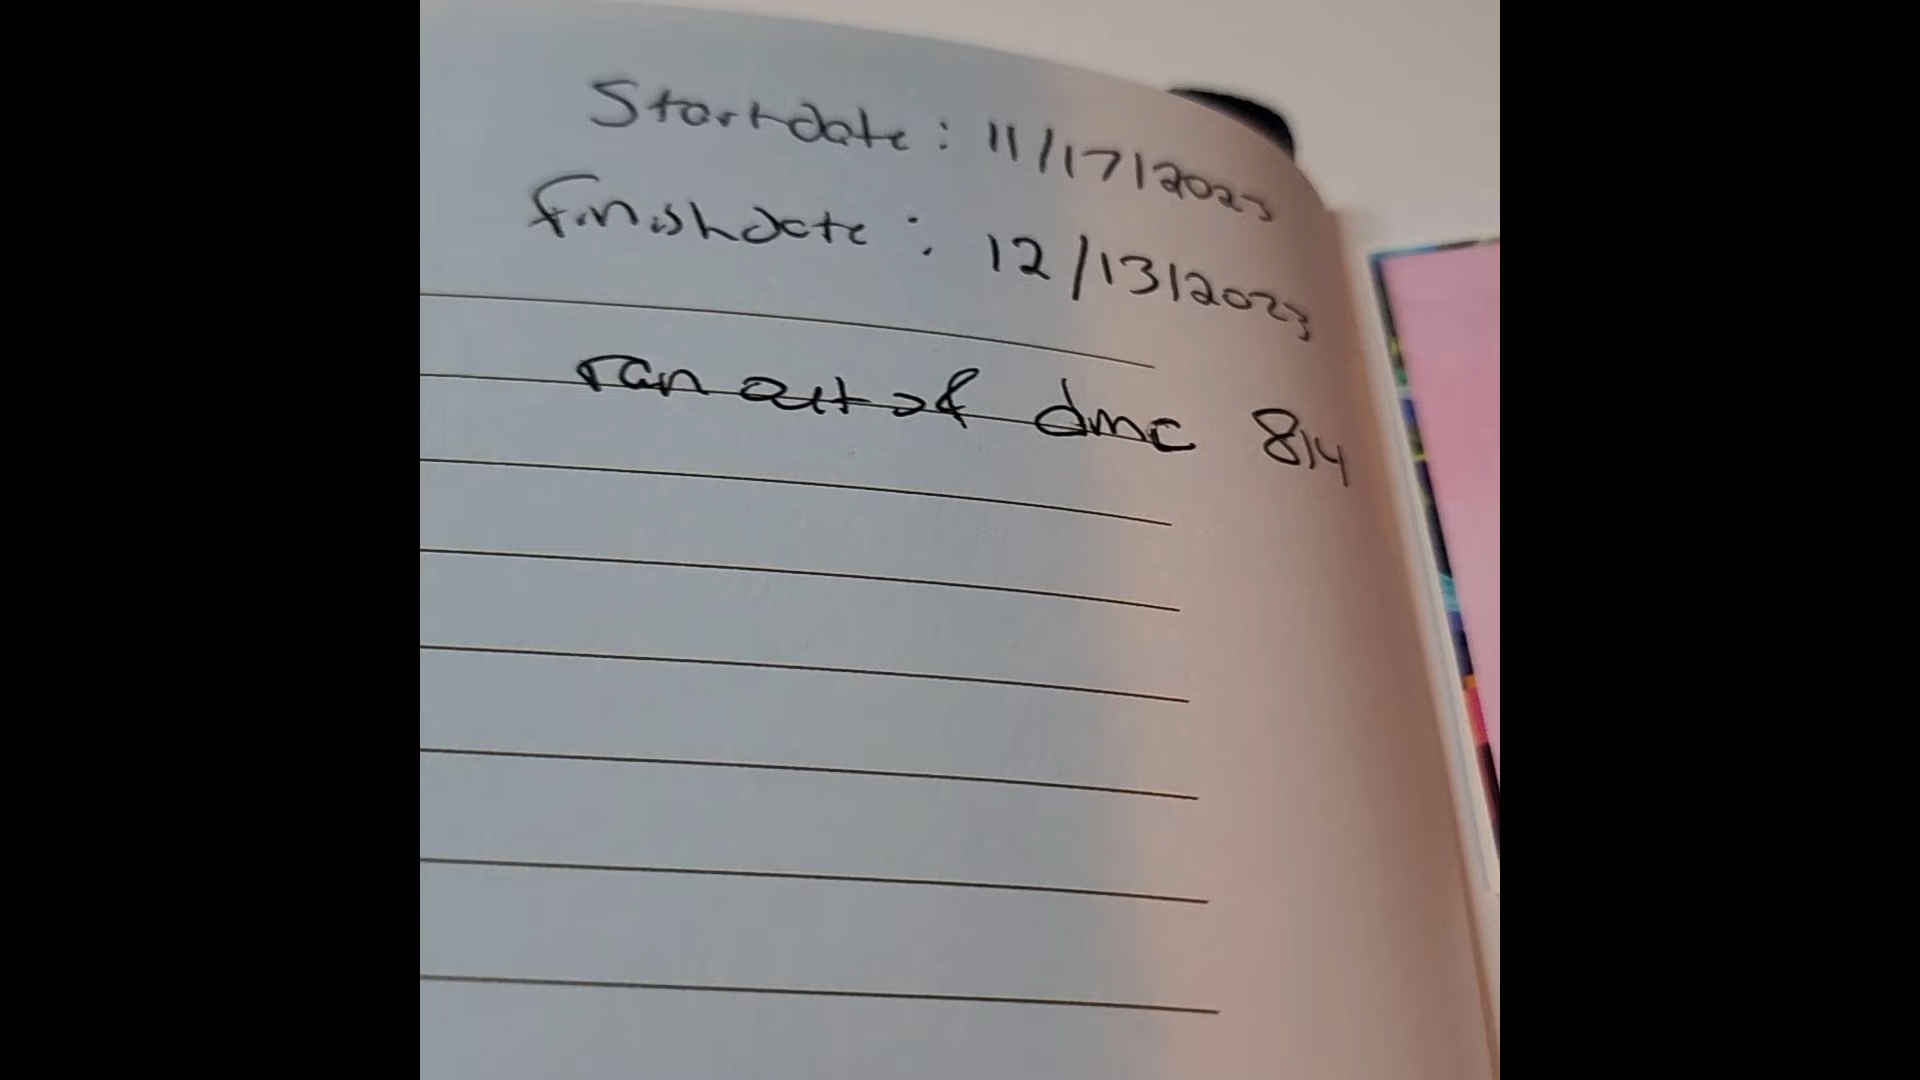 Startdate: 11/17/2023
finishdate: 12/13/2023
ran out of dmc 814